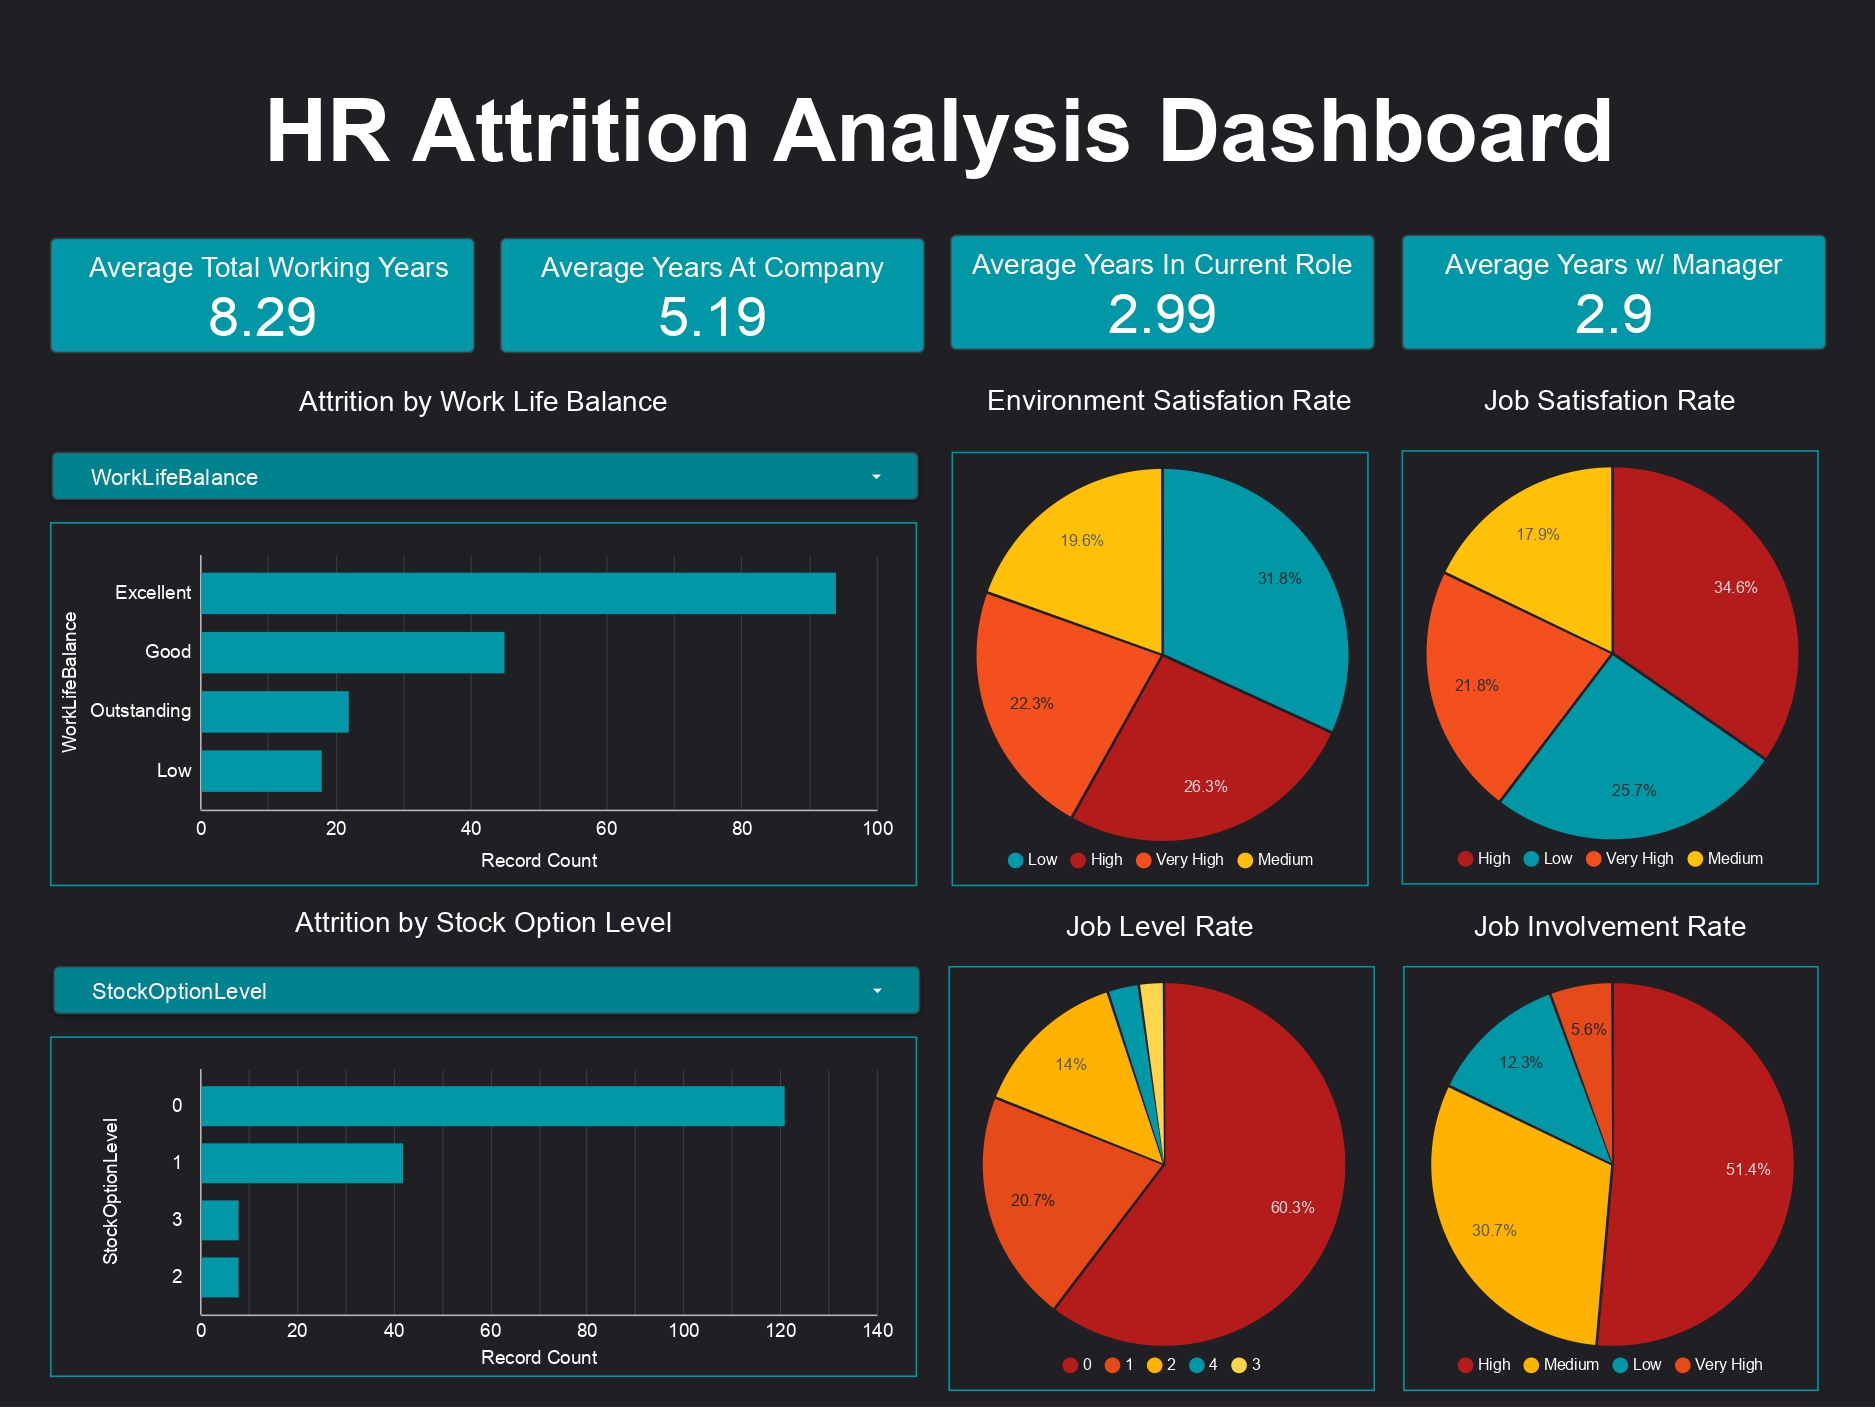 HR Attrition Analysis Dashboard
Average Total Working Years
8.29
Average Years At Company
5.19
Average Years In Current Role
2.99
Average Years w/ Manager
2.9
Attrition by Work Life Balance
WorkLifeBalance
WorkLifeBalance
Excellent
Good
Outstanding
Low
0 20 40 60 80 100
Record Count
Environment Satisfation Rate
19.6%
31.8%
22.3%
26.3%
Low High Very High Medium
Job Satisfation Rate
17.9%
34.6%
21.8%
25.7%
High Low Very High Medium
Attrition by Stock Option Level
StockOptionLevel
StockOptionLevel
0
1
3
2
0 20 40 60 80 100 120 140
Record Count
Job Level Rate
14%
20.7%
60.3%
0 1 2 4 3
Job Involvement Rate
5.6%
12.3%
51.4%
30.7%
High Medium Low Very High